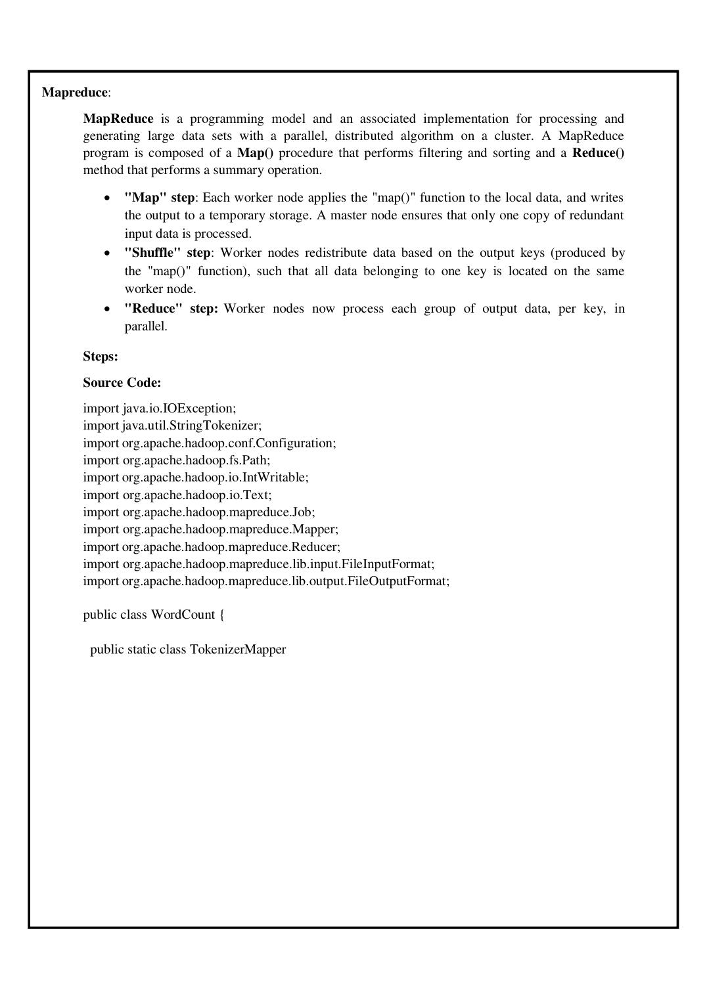 Mapreduce:
MapReduce is a programming model and an associated implementation for processing and
generating large data sets with a parallel, distributed algorithm on a cluster. A MapReduce
program is composed of a Map() procedure that performs filtering and sorting and a Reduce()
method that performs a summary operation.
• "Map" step: Each worker node applies the "map()" function to the local data, and writes
the output to a temporary storage. A master node ensures that only one copy of redundant
input data is processed.
• "Shuffle" step: Worker nodes redistribute data based on the output keys (produced by
the "map()" function), such that all data belonging to one key is located on the same
worker node.
• "Reduce" step: Worker nodes now process each group of output data, per key, in
parallel.
Steps:
Source Code:
import java.io.IOException;
import java.util.StringTokenizer;
import org.apache.hadoop.conf.Configuration;
import org.apache.hadoop.fs.Path;
import org.apache.hadoop.io.IntWritable;
import org.apache.hadoop.io.Text;
import org.apache.hadoop.mapreduce.Job;
import org.apache.hadoop.mapreduce.Mapper;
import org.apache.hadoop.mapreduce.Reducer;
import org.apache.hadoop.mapreduce.lib.input.FileInputFormat;
import org.apache.hadoop.mapreduce.lib.output.FileOutputFormat;
public class WordCount {
public static class TokenizerMapper